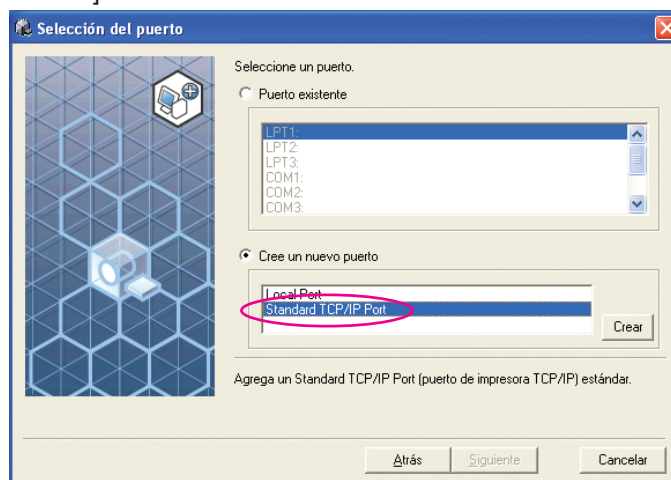 ]
Selección del puerto
Seleccione un puerto.
Puerto existente
LPT1:
LPT2:
LPT3:
COM1:
COM2:
COM3:
Cree un nuevo puerto
Local Port
Standard TCP/IP Port
Crear
Agrega un Standard TCP/IP Port (puerto de impresora TCP/IP) estándar.
Atrás Siguiente Cancelar